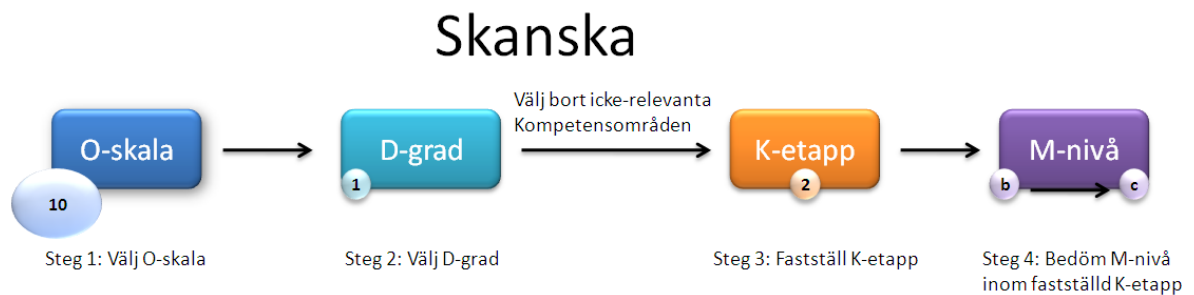 Skanska
Välj bort icke-relevanta
Kompetensområden
O-skala
D-grad
K-etapp
M-nivå
10
1
2
b
c
Steg 1: Välj O-skala
Steg 2: Välj D-grad
Steg 3: Fastställ K-etapp
Steg 4: Bedöm M-nivå
inom fastställd K-etapp